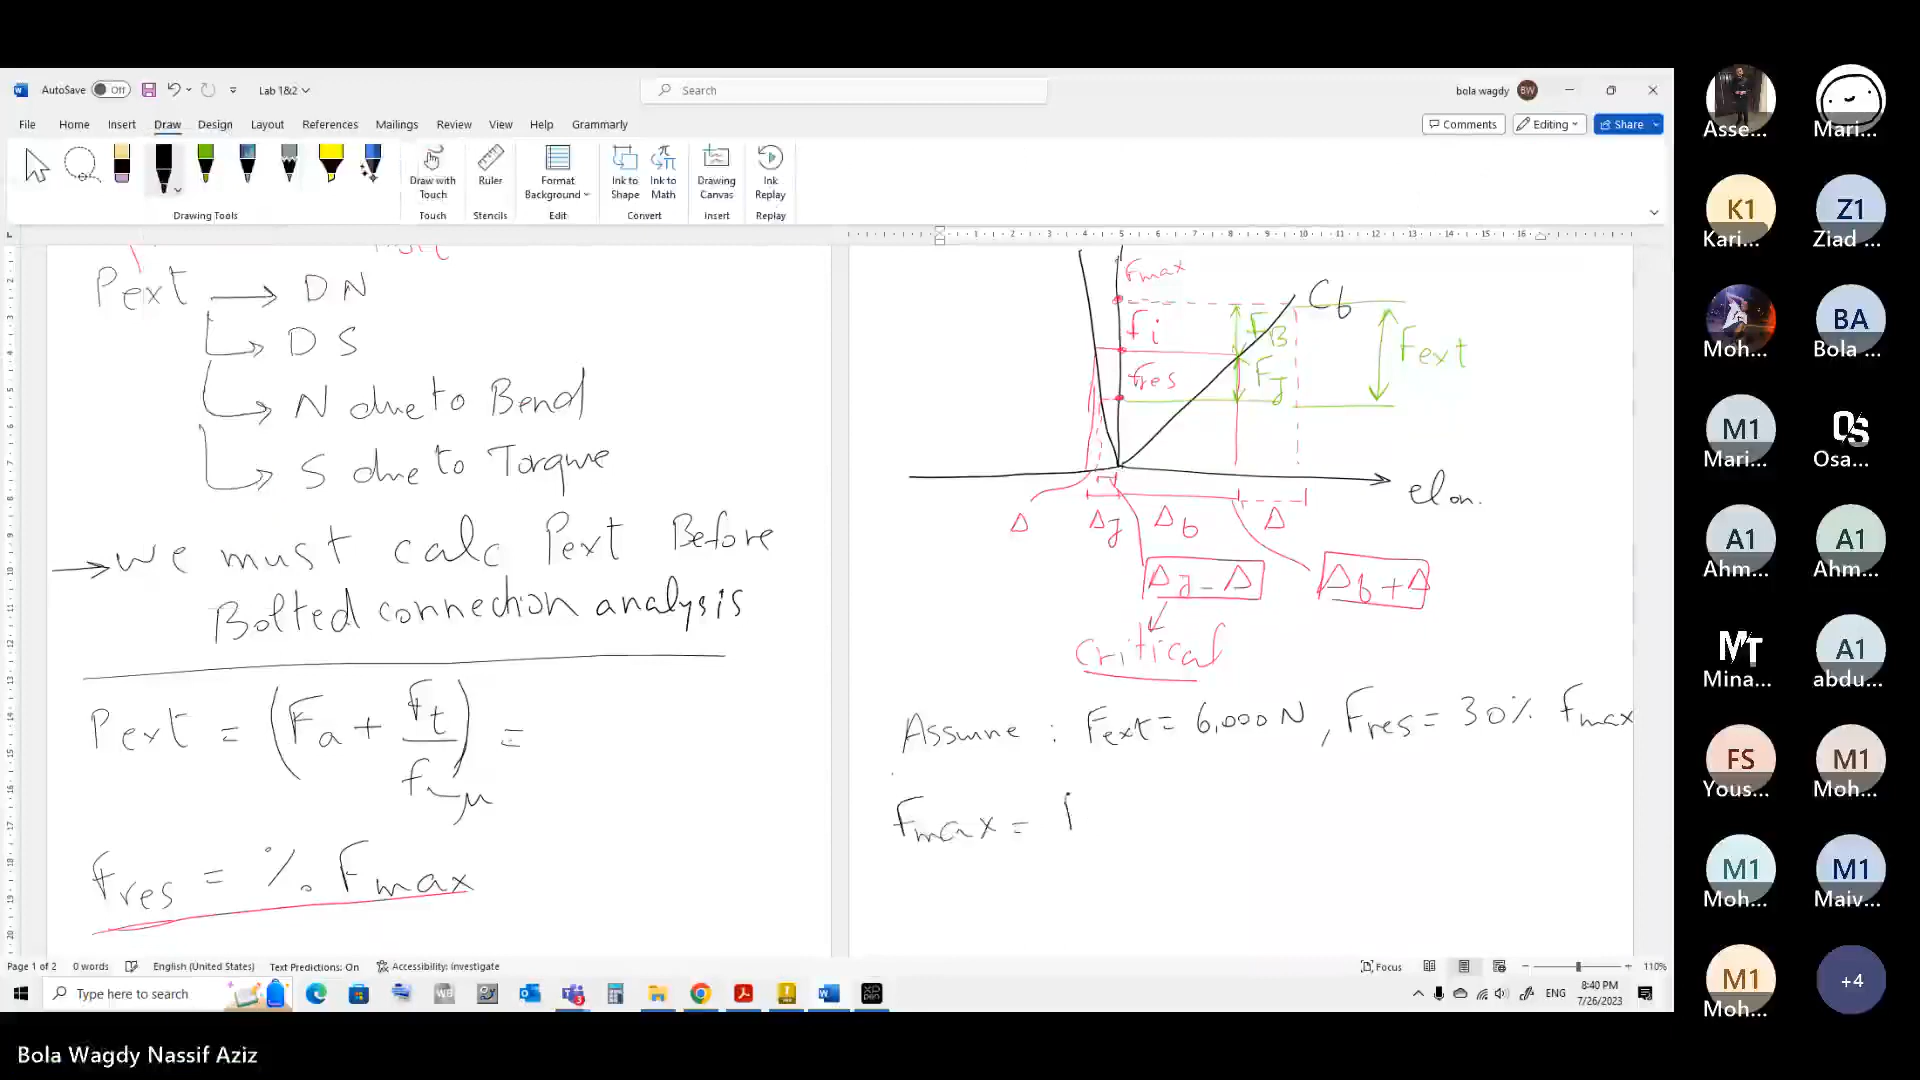 AutoSave Off Lab 1&2 Search bola wagdy BW
File Home Insert Draw Design Layout References Mailings Review View Help Grammarly Comments Editing Share
Draw with Touch
Ruler
Format Background
Ink to Shape
Ink to Math
Drawing Canvas
Ink Replay
Drawing Tools Touch Stencils Edit Convert Insert Replay
Pext → DN
DS
N due to Bend
S due to Torque
→ we must calc Pext Before
Bolted connection analysis
Pext = (Fa + ft / f~μ) =
fres = %. Fmax
Fmax
Fi
Fres
FB
FJ
Cb
Fext
elon.
Δ ΔJ Δb Δ
ΔJ - Δ Δb + Δ
critical
Assume : Fext = 6,000 N , Fres = 30% Fmax
Fmax =
Page 1 of 2 0 words English (United States) Text Predictions: On Accessibility: Investigate Focus 110%
Type here to search
ENG 8:40 PM
7/26/2023
Bola Wagdy Nassif Aziz
Asse... Mari...
K1 Z1
Kari... Ziad ...
BA
Moh... Bola ...
M1 OS
Mari... Osa...
A1 A1
Ahm... Ahm...
MT A1
Mina... abdu...
FS M1
Yous... Moh...
M1 M1
Moh... Maiv...
M1 +4
Moh...